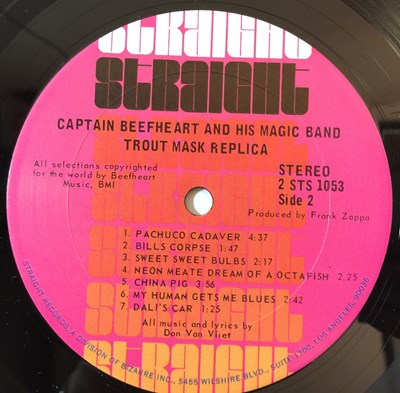 straight
straight
CAPTAIN BEEFHEART AND HIS MAGIC BAND
TROUT MASK REPLICA
All selections copyrighted
for the world by Beefheart
Music, BMI
STEREO
2 STS 1053
Side 2
Produced by Frank Zappa
1. PACHUCO CADAVER 4:37
2. BILLS CORPSE 1:47
3. SWEET SWEET BULBS 2:17
4. NEON MEATE DREAM OF A OCTAFISH 2:25
5. CHINA PIG 3:56
6. MY HUMAN GETS ME BLUES 2:42
7. DALI'S CAR 1:25
All music and lyrics by
Don Van Vliet
straight
STRAIGHT RECORDS, A DIVISION OF BIZARRE INC., 5455 WILSHIRE BLVD., SUITE 1700, LOS ANGELES, 90036